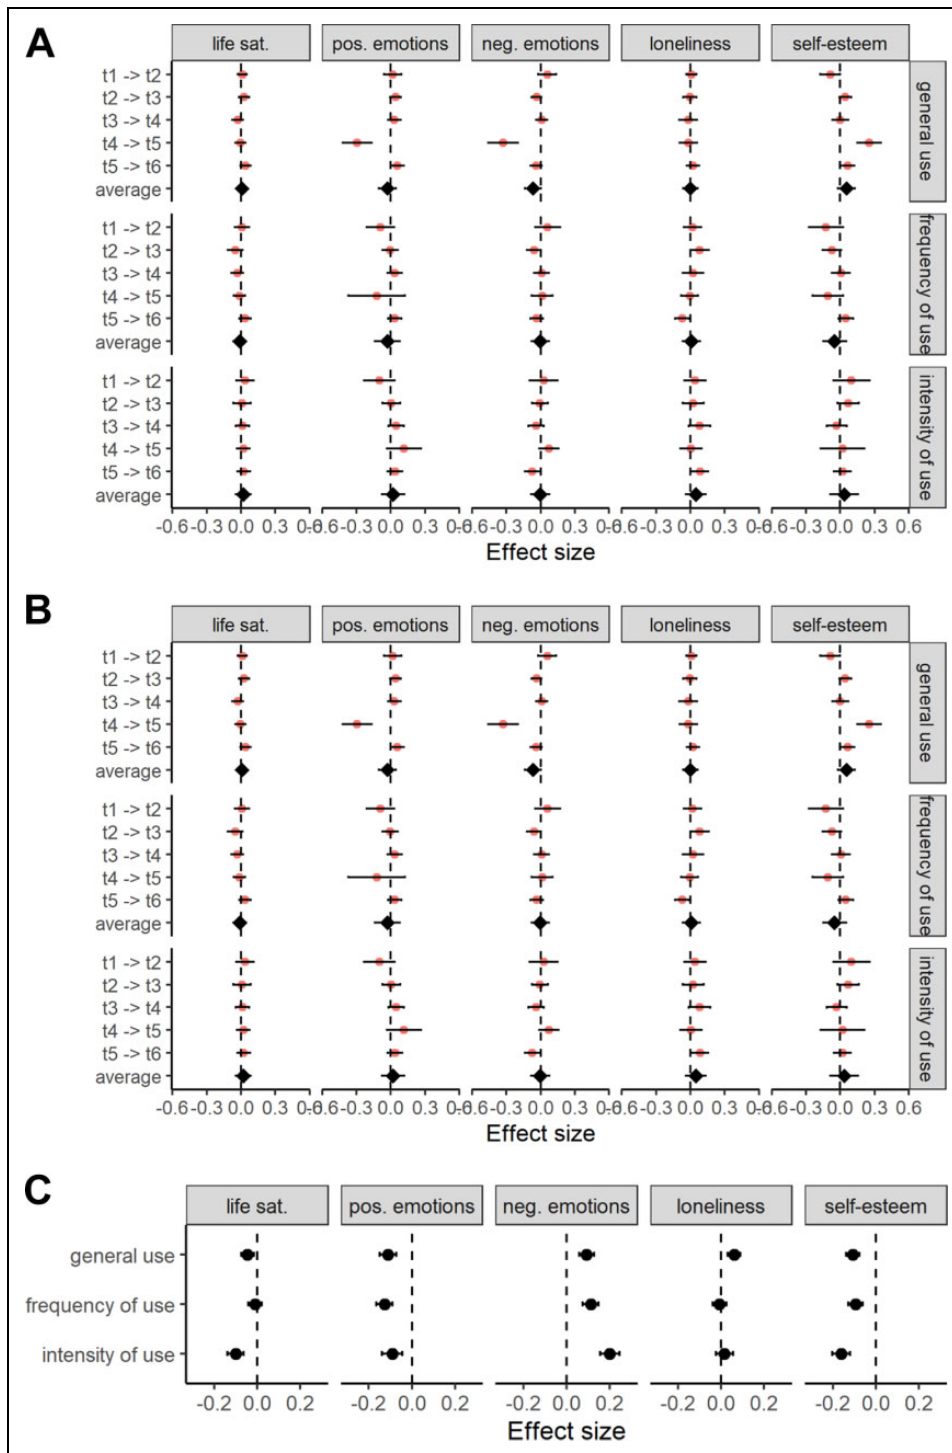 A
life sat. pos. emotions neg. emotions loneliness self-esteem
t1 -> t2
t2 -> t3
t3 -> t4
t4 -> t5
t5 -> t6
average
general use
t1 -> t2
t2 -> t3
t3 -> t4
t4 -> t5
t5 -> t6
average
frequency of use
t1 -> t2
t2 -> t3
t3 -> t4
t4 -> t5
t5 -> t6
average
intensity of use
-0.6 -0.3 0.0 0.3 0.6 -0.6 -0.3 0.0 0.3 0.6 -0.6 -0.3 0.0 0.3 0.6 -0.6 -0.3 0.0 0.3 0.6 -0.6 -0.3 0.0 0.3 0.6
Effect size
B
life sat. pos. emotions neg. emotions loneliness self-esteem
t1 -> t2
t2 -> t3
t3 -> t4
t4 -> t5
t5 -> t6
average
general use
t1 -> t2
t2 -> t3
t3 -> t4
t4 -> t5
t5 -> t6
average
frequency of use
t1 -> t2
t2 -> t3
t3 -> t4
t4 -> t5
t5 -> t6
average
intensity of use
-0.6 -0.3 0.0 0.3 0.6 -0.6 -0.3 0.0 0.3 0.6 -0.6 -0.3 0.0 0.3 0.6 -0.6 -0.3 0.0 0.3 0.6 -0.6 -0.3 0.0 0.3 0.6
Effect size
C
life sat. pos. emotions neg. emotions loneliness self-esteem
general use
frequency of use
intensity of use
-0.2 0.0 0.2 -0.2 0.0 0.2 -0.2 0.0 0.2 -0.2 0.0 0.2 -0.2 0.0 0.2
Effect size